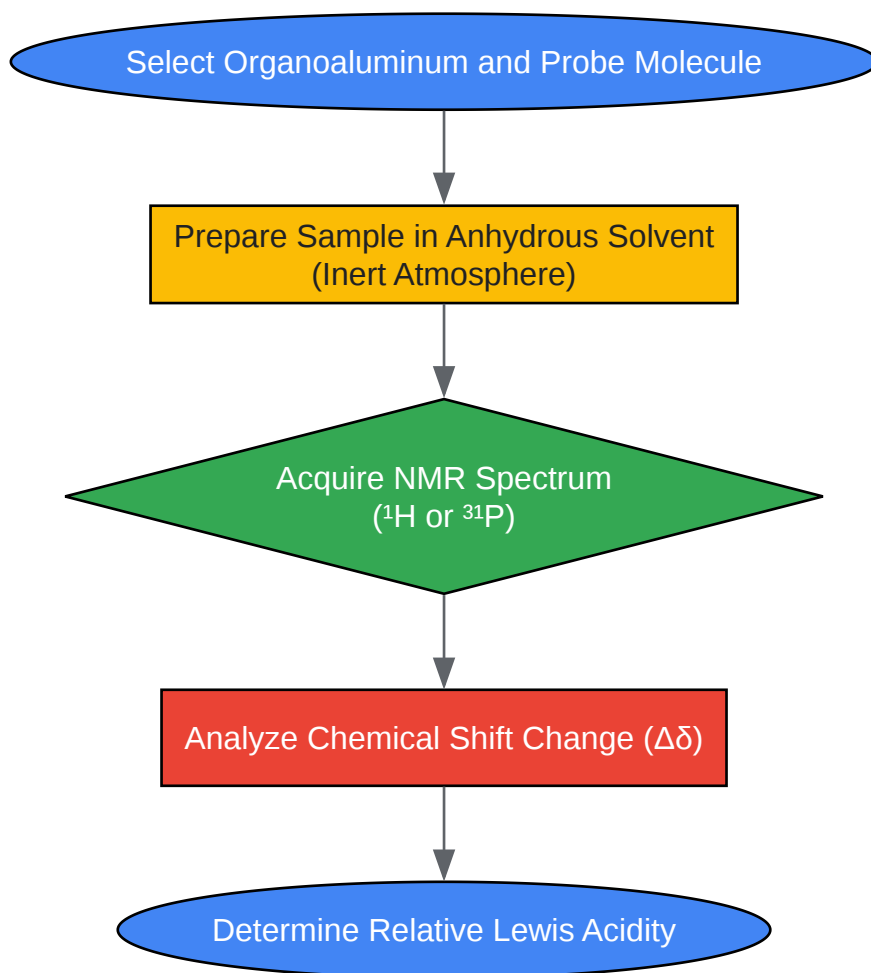 Select Organoaluminum and Probe Molecule
Prepare Sample in Anhydrous Solvent
(Inert Atmosphere)
Acquire NMR Spectrum
(¹H or ³¹P)
Analyze Chemical Shift Change (Δδ)
Determine Relative Lewis Acidity